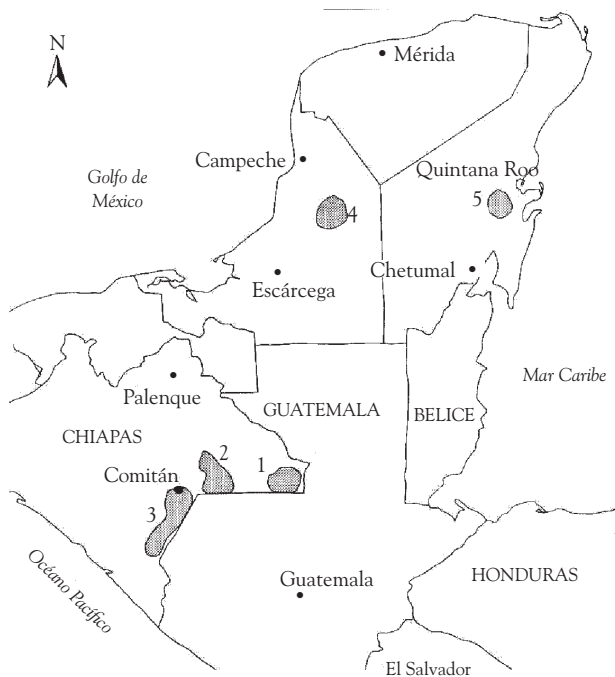 N
Mérida
Campeche
Golfo de
México
Quintana Roo
5
4
Escárcega
Chetumal
Mar Caribe
Palenque
GUATEMALA
BELICE
CHIAPAS
2
1
Comitán
3
Océano Pacífico
Guatemala
HONDURAS
El Salvador